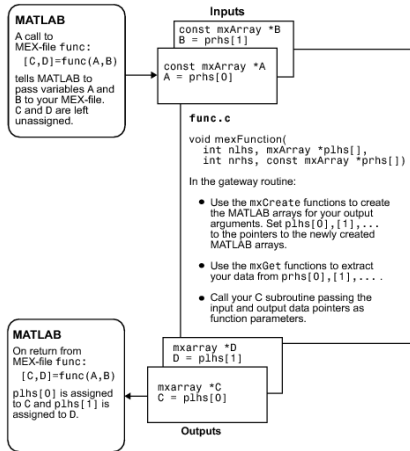 MATLAB
A call to
MEX-file func:
[C,D]=func(A,B)
tells MATLAB to
pass variables A and
B to your MEX-file.
C and D are left
unassigned.
Inputs
const mxArray *B
B = prhs[1]
const mxArray *A
A = prhs[0]
func.c
void mexFunction(
int nlhs, mxArray *plhs[],
int nrhs, const mxArray *prhs[])
In the gateway routine:
● Use the mxCreate functions to create
the MATLAB arrays for your output
arguments. Set plhs[0],[1],...
to the pointers to the newly created
MATLAB arrays.
● Use the mxGet functions to extract
your data from prhs[0],[1],... .
● Call your C subroutine passing the
input and output data pointers as
function parameters.
MATLAB
On return from
MEX-file func:
[C,D]=func(A,B)
plhs[0] is assigned
to C and plhs[1] is
assigned to D.
mxarray *D
D = plhs[1]
mxarray *C
C = plhs[0]
Outputs